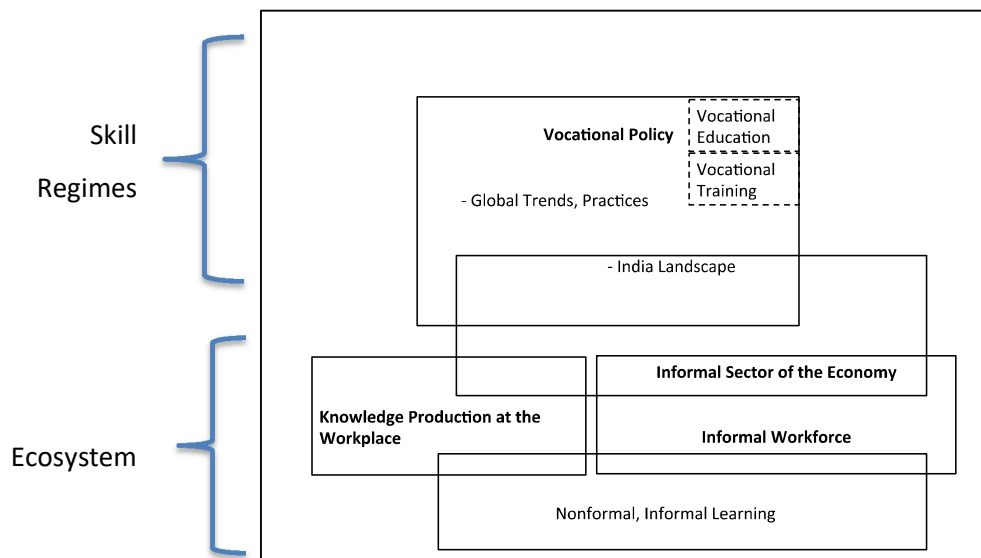 Skill
Regimes
Vocational Policy
Vocational
Education
Vocational
Training
- Global Trends, Practices
- India Landscape
Informal Sector of the Economy
Knowledge Production at the
Workplace
Informal Workforce
Ecosystem
Nonformal, Informal Learning